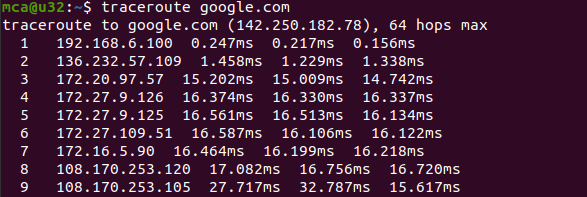 mca@u32:~$ traceroute google.com
traceroute to google.com (142.250.182.78), 64 hops max
1 192.168.6.100 0.247ms 0.217ms 0.156ms
2 136.232.57.109 1.458ms 1.229ms 1.338ms
3 172.20.97.57 15.202ms 15.009ms 14.742ms
4 172.27.9.126 16.374ms 16.330ms 16.337ms
5 172.27.9.125 16.561ms 16.513ms 16.134ms
6 172.27.109.51 16.587ms 16.106ms 16.122ms
7 172.16.5.90 16.464ms 16.199ms 16.218ms
8 108.170.253.120 17.082ms 16.756ms 16.720ms
9 108.170.253.105 27.717ms 32.787ms 15.617ms